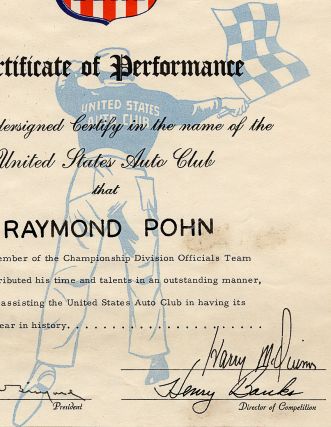 rtificate of Performance
UNITED STATES
AUTO CLUB
dersigned Certify in the name of the
United States Auto Club
that
RAYMOND POHN
ember of the Championship Division Officials Team
ributed his time and talents in an outstanding manner,
assisting the United States Auto Club in having its
ear in history. . . . . . . . . . . . . . . . . .
Harry McQuinn
Henry Banks
President
Director of Competition